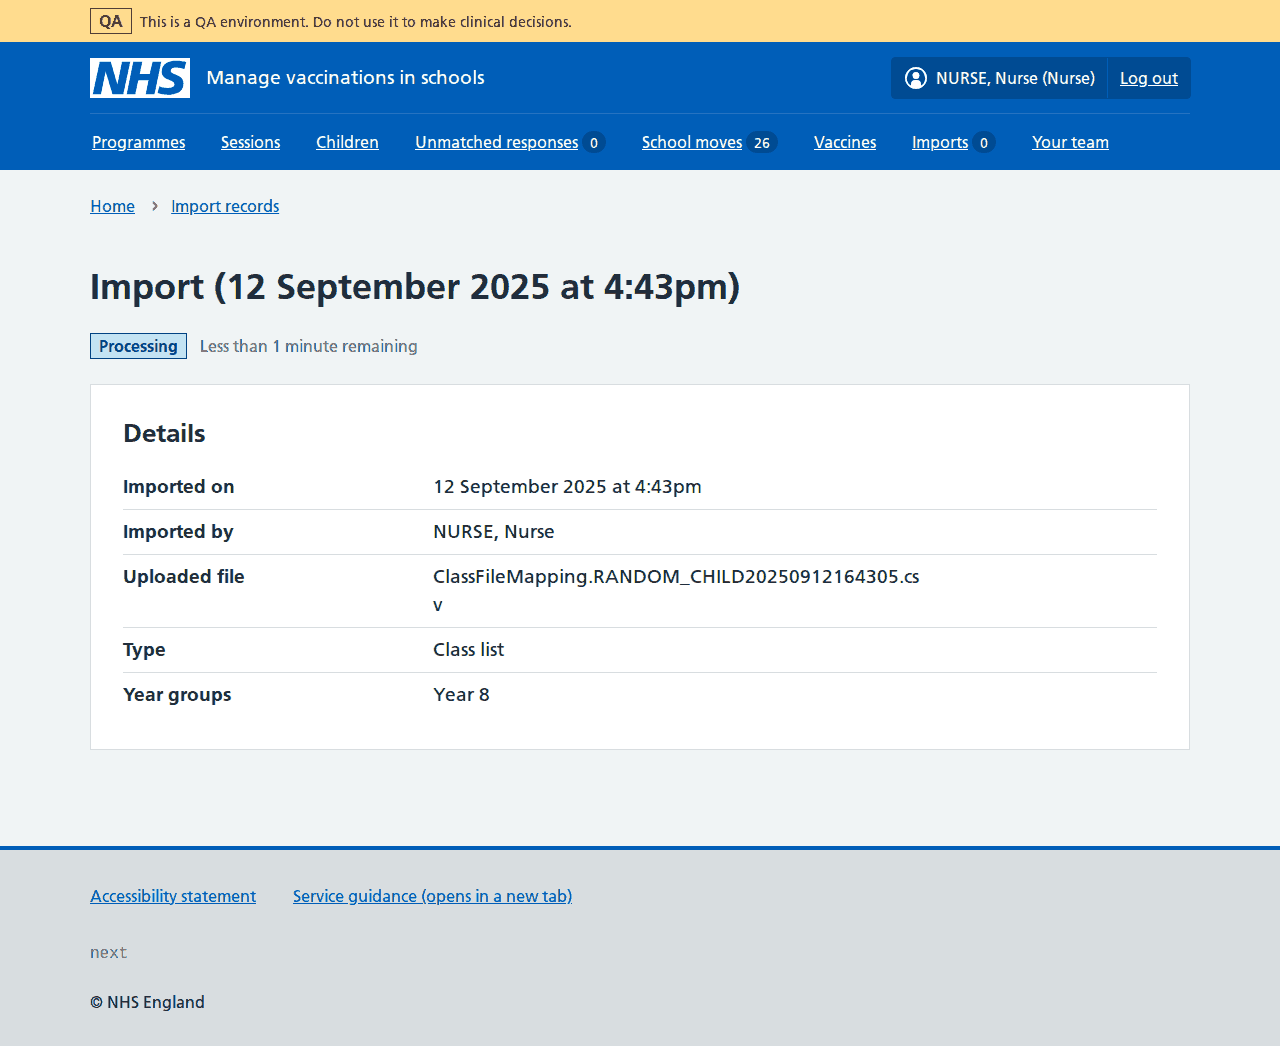 QA This is a QA environment. Do not use it to make clinical decisions.
NHS Manage vaccinations in schools NURSE, Nurse (Nurse) Log out
Programmes Sessions Children Unmatched responses 0 School moves 26 Vaccines Imports 0 Your team
Home Import records
Import (12 September 2025 at 4:43pm)
Processing Less than 1 minute remaining
Details
Imported on 12 September 2025 at 4:43pm
Imported by NURSE, Nurse
Uploaded file ClassFileMapping.RANDOM_CHILD20250912164305.cs
v
Type Class list
Year groups Year 8
Accessibility statement Service guidance (opens in a new tab)
next
© NHS England